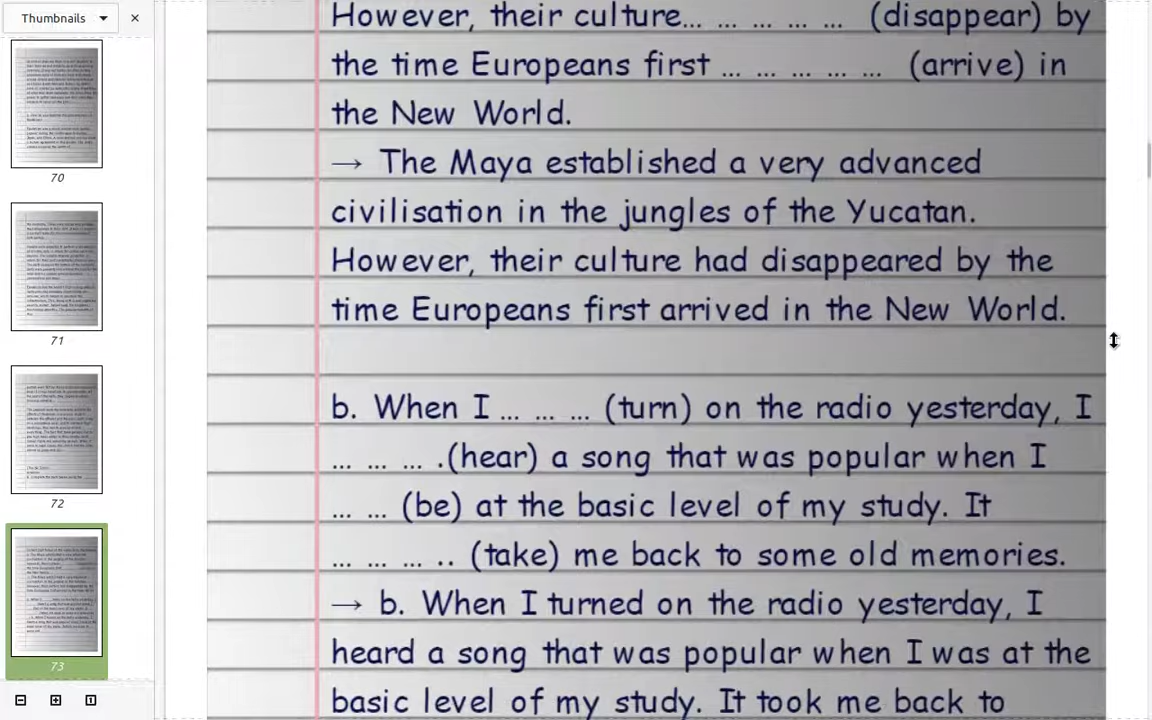 Thumbnails
70
71
72
73
However, their culture... ... ... ... ... (disappear) by
the time Europeans first ... ... ... ... ... (arrive) in
the New World.
→ The Maya established a very advanced
civilisation in the jungles of the Yucatan.
However, their culture had disappeared by the
time Europeans first arrived in the New World.
b. When I ... ... ... (turn) on the radio yesterday, I
... ... ... .(hear) a song that was popular when I
... ... (be) at the basic level of my study. It
... ... ... .. (take) me back to some old memories.
→ b. When I turned on the radio yesterday, I
heard a song that was popular when I was at the
basic level of my study. It took me back to